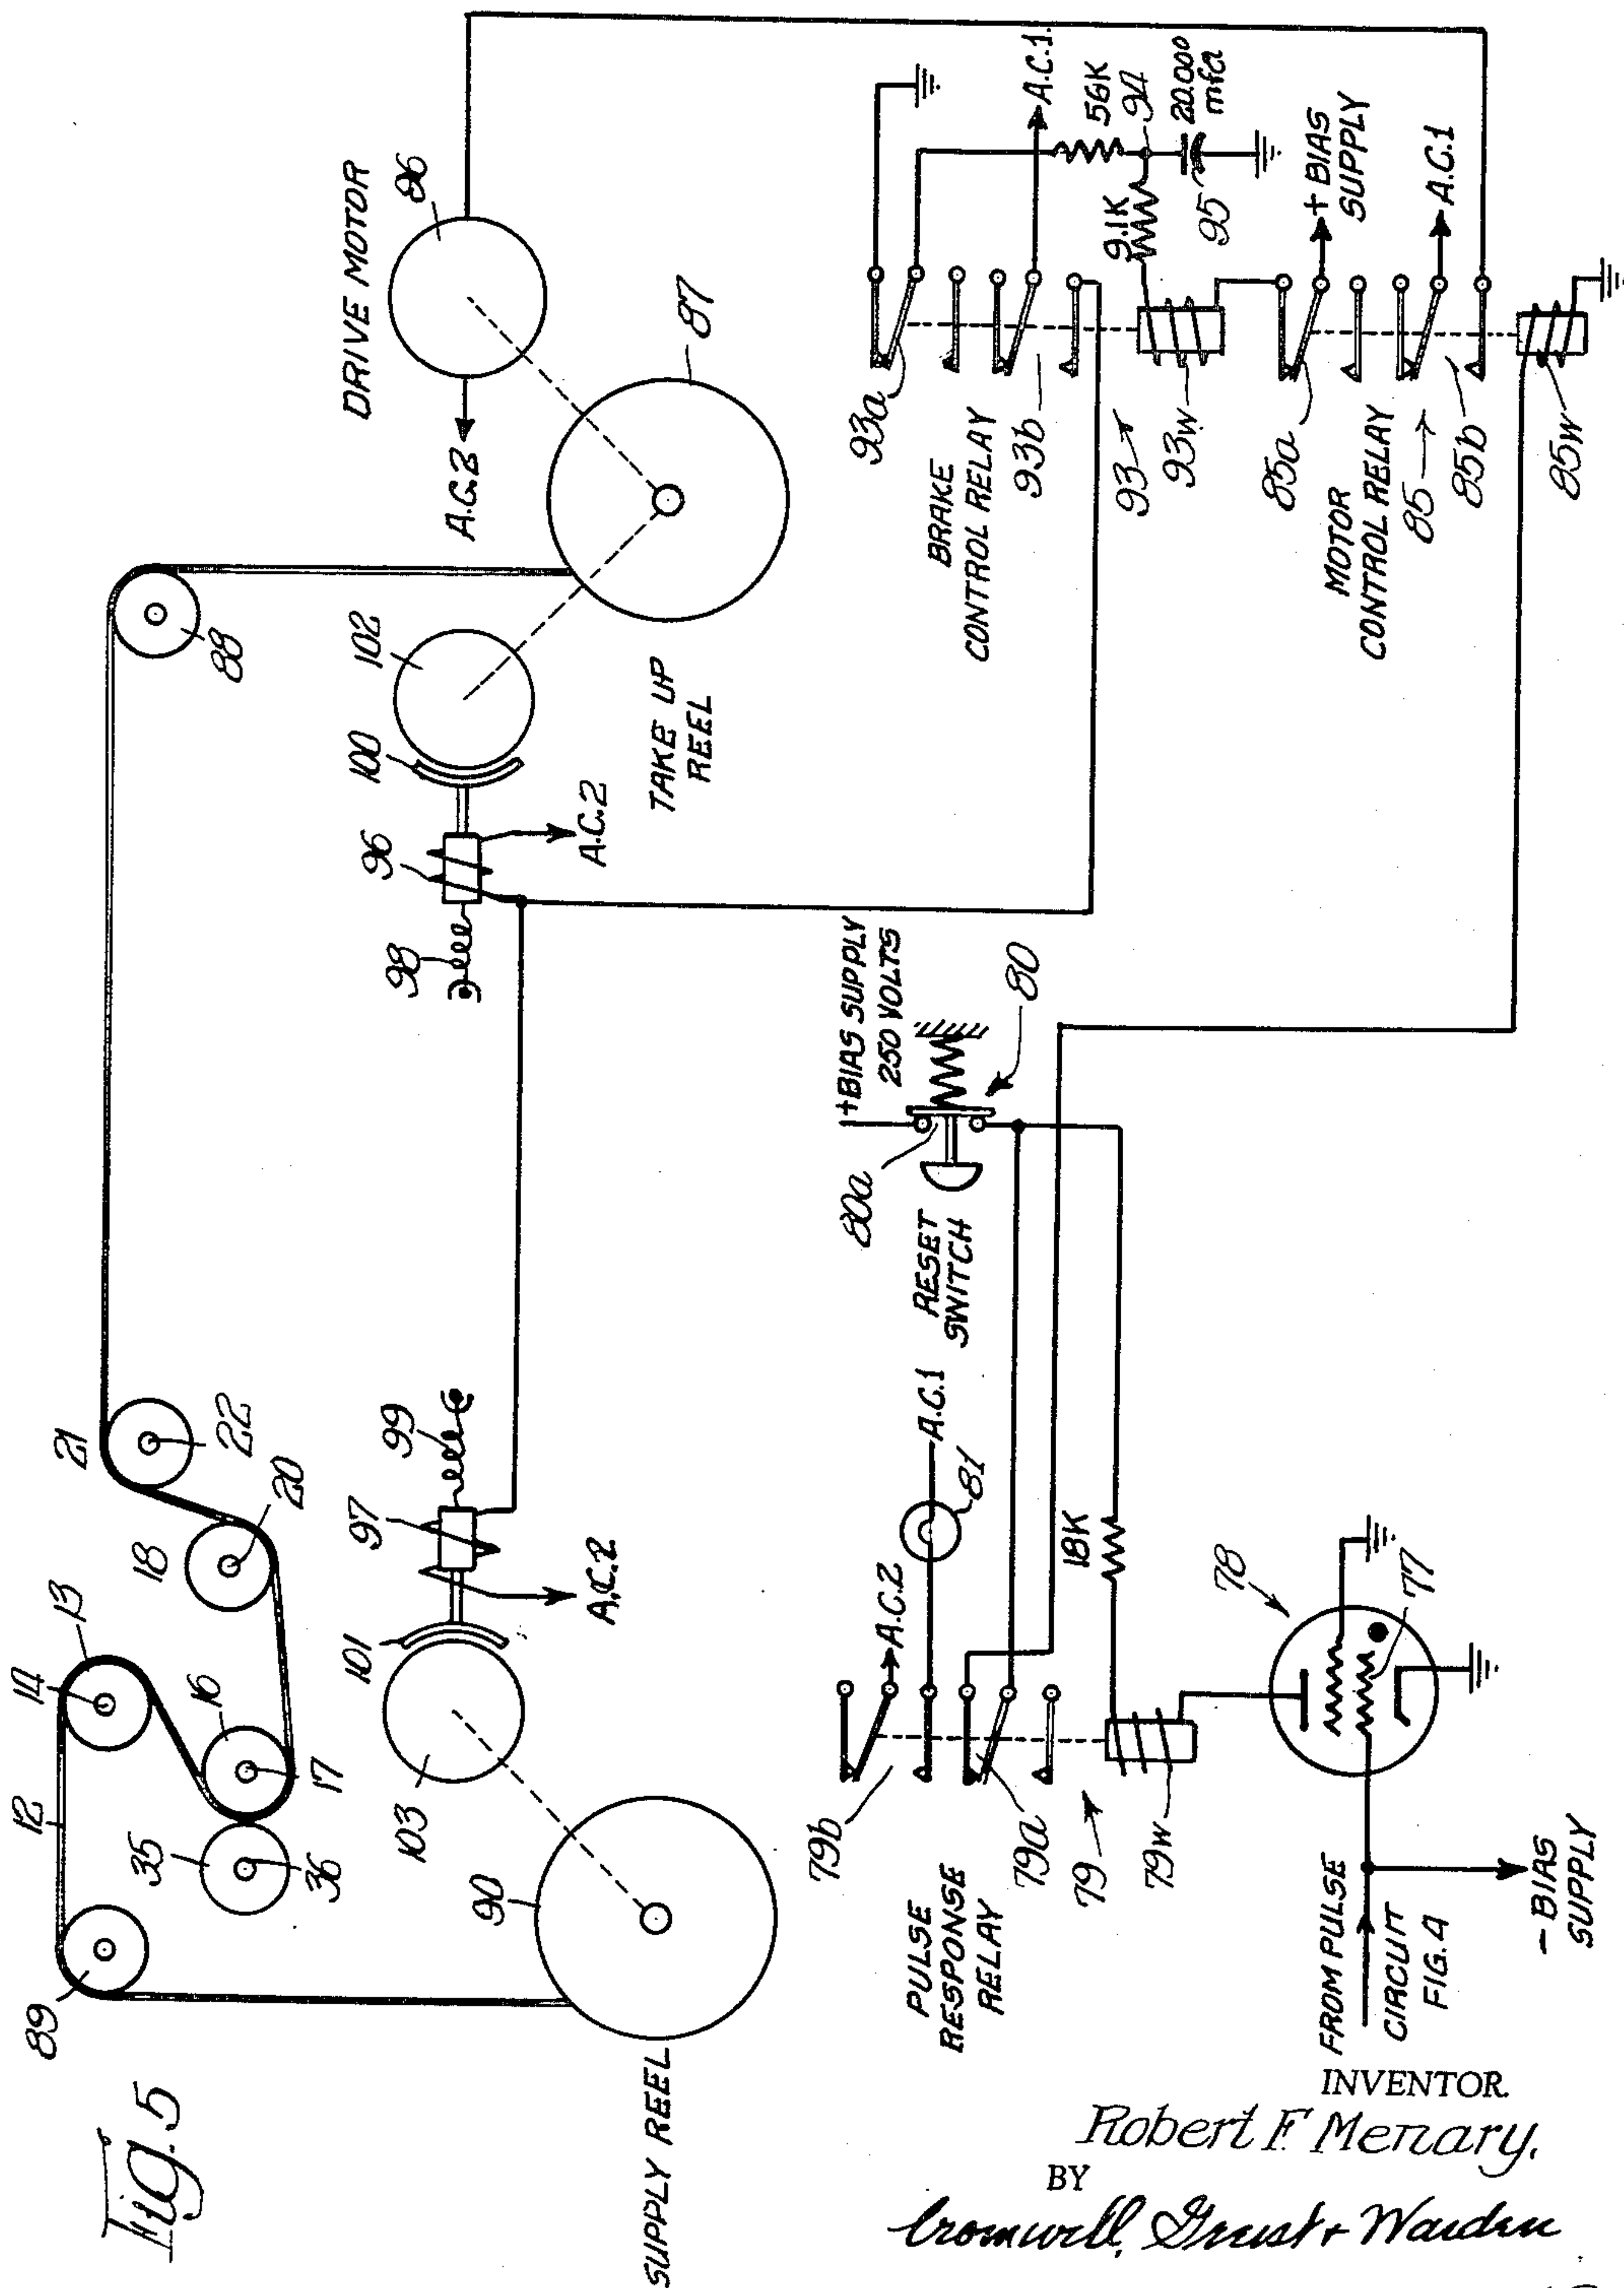 Fig. 5
89
12
14
13
16
17
35
36
18
20
21
22
88
DRIVE MOTOR
86
A.C.2
87
102
100
96
98
A.C.2
TAKE UP
REEL
99
97
101
A.C.2
103
90
SUPPLY REEL
93a
BRAKE
CONTROL RELAY
93b
93
93w
A.C.1.
56K
94
20.000
mfd
9.1K
95
85a
+ BIAS
SUPPLY
MOTOR
CONTROL RELAY
85
85b
A.C.1
85w
+BIAS SUPPLY
250 VOLTS
80
80a
RESET
SWITCH
A.C.1
81
A.C.2
79b
PULSE
RESPONSE
RELAY
79a
79
79w
18K
78
77
FROM PULSE
CIRCUIT
FIG.4
- BIAS
SUPPLY
INVENTOR.
Robert F. Menary.
BY
Cromwell, Greist + Warden